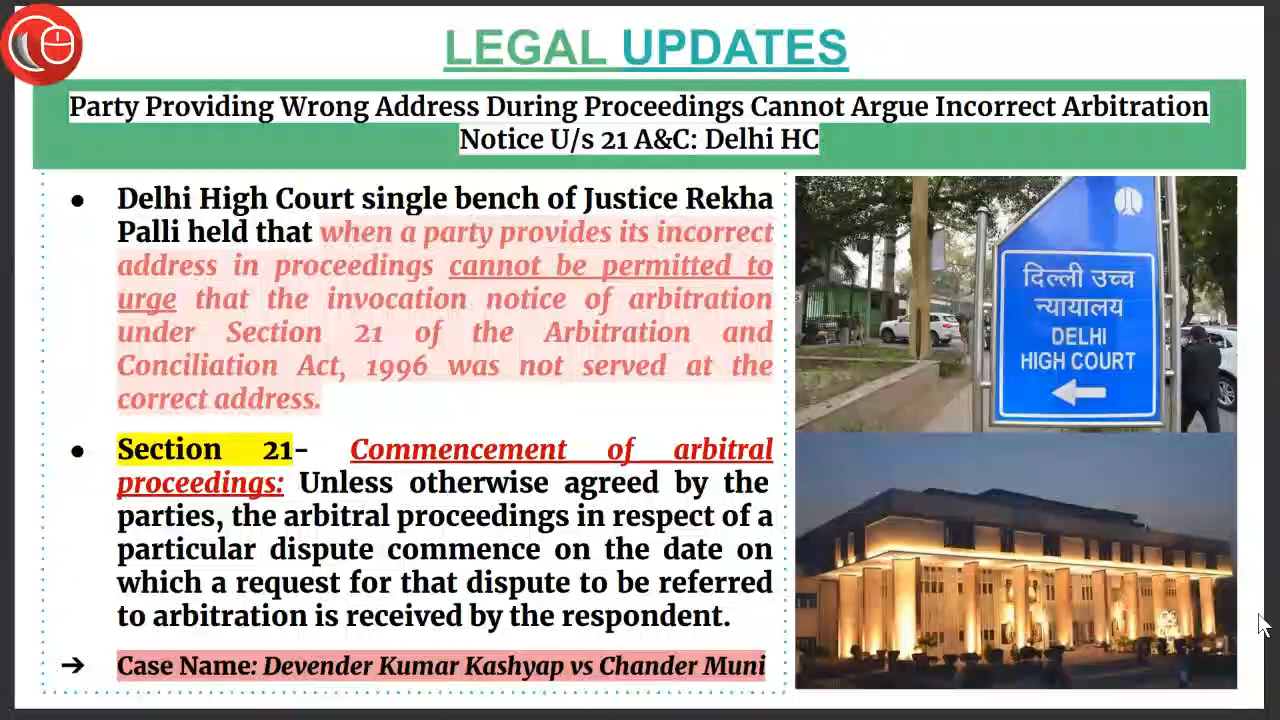 LEGAL UPDATES
Party Providing Wrong Address During Proceedings Cannot Argue Incorrect Arbitration
Notice U/s 21 A&C: Delhi HC
● Delhi High Court single bench of Justice Rekha
Palli held that when a party provides its incorrect
address in proceedings cannot be permitted to
urge that the invocation notice of arbitration
under Section 21 of the Arbitration and
Conciliation Act, 1996 was not served at the
correct address.
● Section 21- Commencement of arbitral
proceedings: Unless otherwise agreed by the
parties, the arbitral proceedings in respect of a
particular dispute commence on the date on
which a request for that dispute to be referred
to arbitration is received by the respondent.
➔ Case Name: Devender Kumar Kashyap vs Chander Muni
दिल्ली उच्च
न्यायालय
DELHI
HIGH COURT